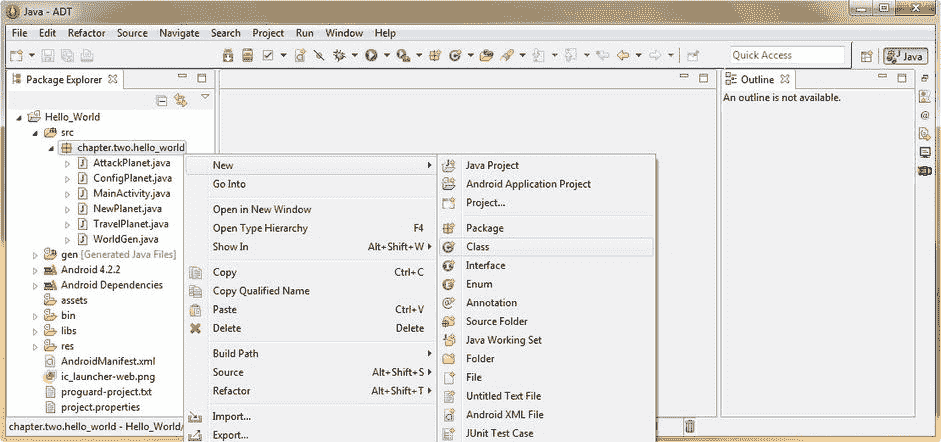 Java - ADT
File Edit Refactor Source Navigate Search Project Run Window Help
Quick Access
Java
Package Explorer
Outline
An outline is not available.
Hello_World
src
chapter.two.hello_world
AttackPlanet.java
ConfigPlanet.java
MainActivity.java
NewPlanet.java
TravelPlanet.java
WorldGen.java
gen [Generated Java Files]
Android 4.2.2
Android Dependencies
assets
bin
libs
res
AndroidManifest.xml
ic_launcher-web.png
proguard-project.txt
project.properties
chapter.two.hello_world - Hello_World/
New
Go Into
Open in New Window
Open Type Hierarchy F4
Show In Alt+Shift+W
Copy Ctrl+C
Copy Qualified Name
Paste Ctrl+V
Delete Delete
Build Path
Source Alt+Shift+S
Refactor Alt+Shift+T
Import...
Export...
Java Project
Android Application Project
Project...
Package
Class
Interface
Enum
Annotation
Source Folder
Java Working Set
Folder
File
Untitled Text File
Android XML File
JUnit Test Case